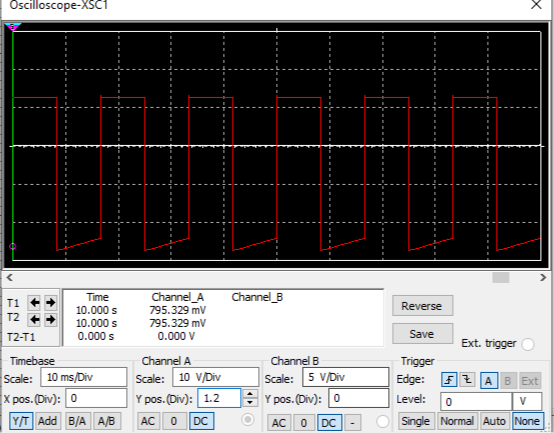 Oscilloscope-XSC1
T1
T2
T2-T1
Time Channel_A Channel_B
10.000 s 795.329 mV
10.000 s 795.329 mV
0.000 s 0.000 V
Reverse
Save
Ext. trigger
Timebase
Scale: 10 ms/Div
X pos.(Div): 0
Y/T Add B/A A/B
Channel A
Scale: 10 V/Div
Y pos.(Div): 1.2
AC 0 DC
Channel B
Scale: 5 V/Div
Y pos.(Div): 0
AC 0 DC -
Trigger
Edge: A B Ext
Level: 0 V
Single Normal Auto None